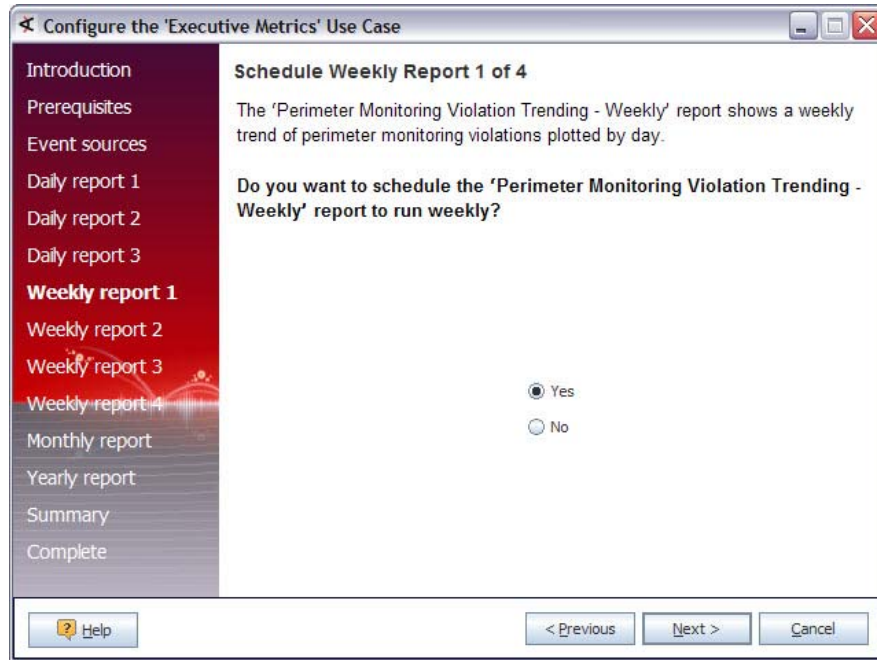 Configure the 'Executive Metrics' Use Case
Introduction
Prerequisites
Event sources
Daily report 1
Daily report 2
Daily report 3
Weekly report 1
Weekly report 2
Weekly report 3
Weekly report 4
Monthly report
Yearly report
Summary
Complete
Schedule Weekly Report 1 of 4
The 'Perimeter Monitoring Violation Trending - Weekly' report shows a weekly
trend of perimeter monitoring violations plotted by day.
Do you want to schedule the 'Perimeter Monitoring Violation Trending -
Weekly' report to run weekly?
Yes
No
Help
< Previous
Next >
Cancel